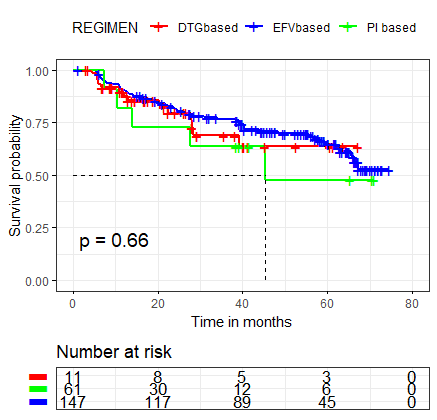 REGIMEN DTGbased EFVbased PI based
1.00
0.75
0.50
0.25
0.00
Survival probability
p = 0.66
0 20 40 60 80
Time in months
Number at risk
11 8 5 3 0
61 30 12 6 0
147 117 89 45 0